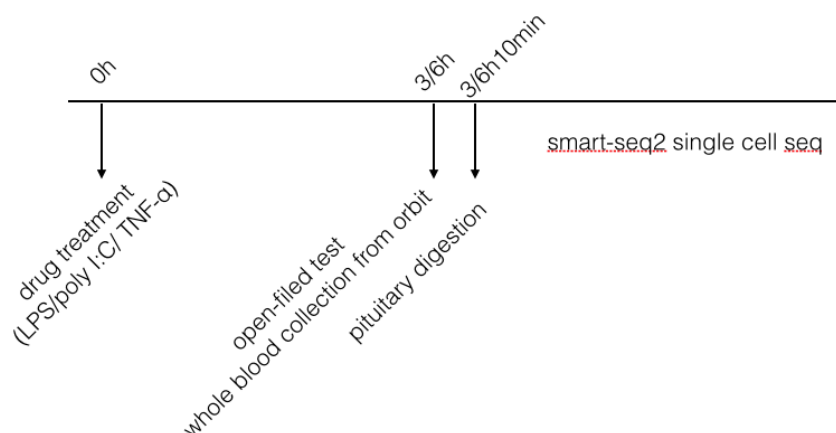 0h
3/6h
3/6h10min
smart-seq2 single cell seq
drug treatment
(LPS/poly I:C/ TNF-α)
open-filed test
whole blood collection from orbit
pituitary digestion